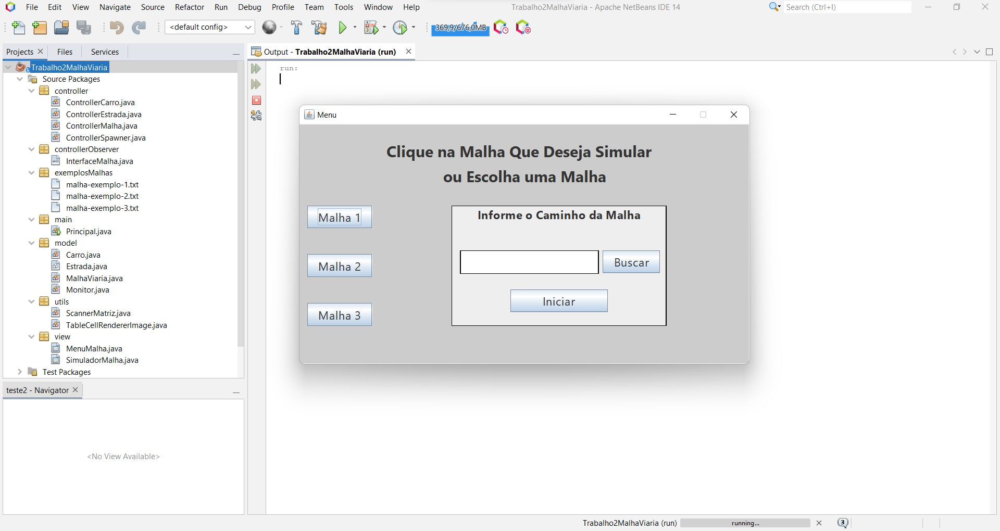 File Edit View Navigate Source Refactor Run Debug Profile Team Tools Window Help
Trabalho2MalhaViaria - Apache NetBeans IDE 14
Search (Ctrl+I)
<default config>
369,9/676,0MB
Projects Files Services
Output - Trabalho2MalhaViaria (run)
Trabalho2MalhaViaria
Source Packages
controller
ControllerCarro.java
ControllerEstrada.java
ControllerMalha.java
ControllerSpawner.java
controllerObserver
InterfaceMalha.java
exemplosMalhas
malha-exemplo-1.txt
malha-exemplo-2.txt
malha-exemplo-3.txt
main
Principal.java
model
Carro.java
Estrada.java
MalhaViaria.java
Monitor.java
utils
ScannerMatriz.java
TableCellRendererImage.java
view
MenuMalha.java
SimuladorMalha.java
Test Packages
teste2 - Navigator
<No View Available>
run:
Menu
Clique na Malha Que Deseja Simular
ou Escolha uma Malha
Malha 1
Malha 2
Malha 3
Informe o Caminho da Malha
Buscar
Iniciar
Trabalho2MalhaViaria (run)
running...
3